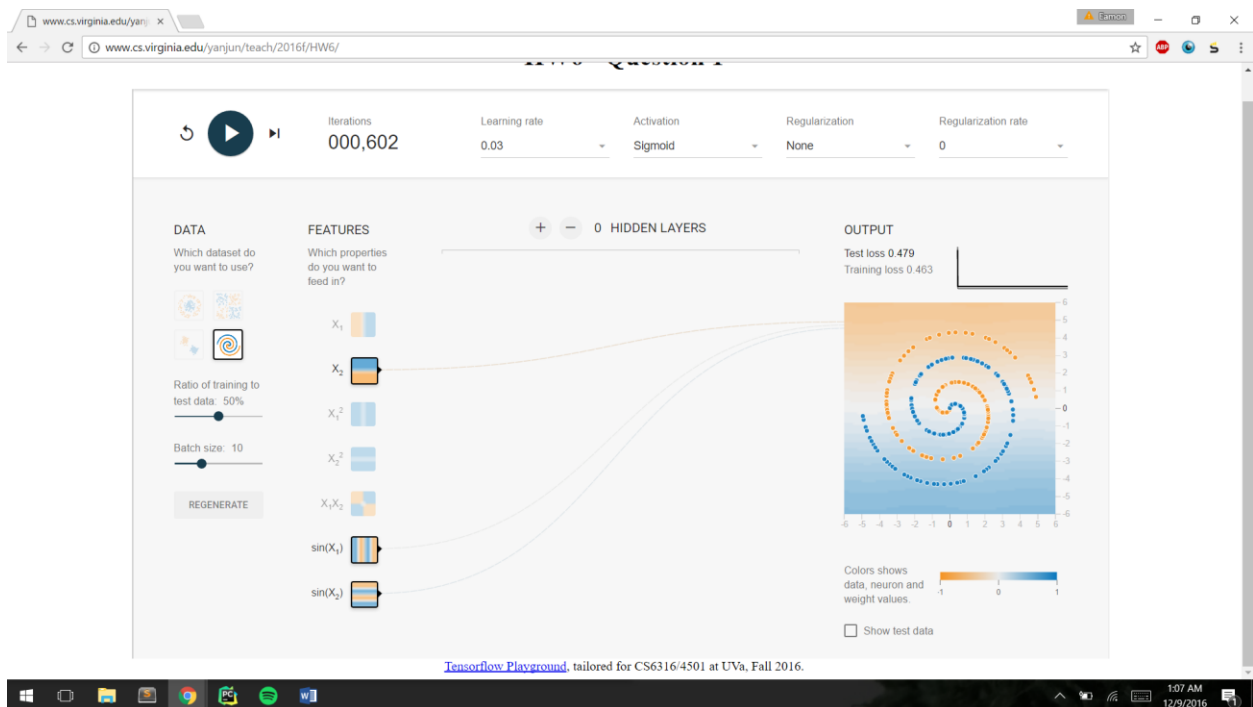 www.cs.virginia.edu/yanj
Eamon
www.cs.virginia.edu/yanjun/teach/2016f/HW6/
ABP
Iterations
000,602
Learning rate
0.03
Activation
Sigmoid
Regularization
None
Regularization rate
0
DATA
Which dataset do
you want to use?
Ratio of training to
test data: 50%
Batch size: 10
REGENERATE
FEATURES
Which properties
do you want to
feed in?
X₁
X₂
X₁²
X₂²
X₁X₂
sin(X₁)
sin(X₂)
+ − 0 HIDDEN LAYERS
OUTPUT
Test loss 0.479
Training loss 0.463
6
5
4
3
2
1
0
-1
-2
-3
-4
-5
-6
-6 -5 -4 -3 -2 -1 0 1 2 3 4 5 6
Colors shows
data, neuron and
weight values.
-1 0 1
Show test data
Tensorflow Playground, tailored for CS6316/4501 at UVa, Fall 2016.
1:07 AM
12/9/2016